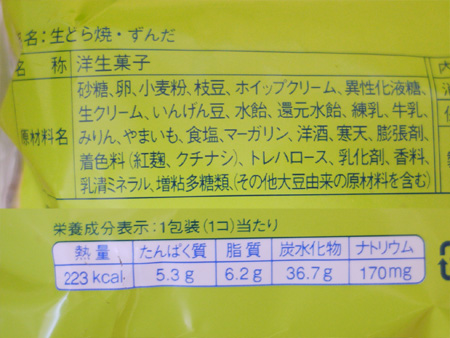 名:生どら焼・ずんだ
名 称 洋生菓子
原材料名
砂糖、卵、小麦粉、枝豆、ホイップクリーム、異性化液糖、
生クリーム、いんげん豆、水飴、還元水飴、練乳、牛乳、
みりん、やまいも、食塩、マーガリン、洋酒、寒天、膨張剤、
着色料(紅麹、クチナシ)、トレハロース、乳化剤、香料、
乳清ミネラル、増粘多糖類、(その他大豆由来の原材料を含む)
内
栄養成分表示:1包装(1コ)当たり
熱量 たんぱく質 脂質 炭水化物 ナトリウム
223kcal 5.3g 6.2g 36.7g 170mg